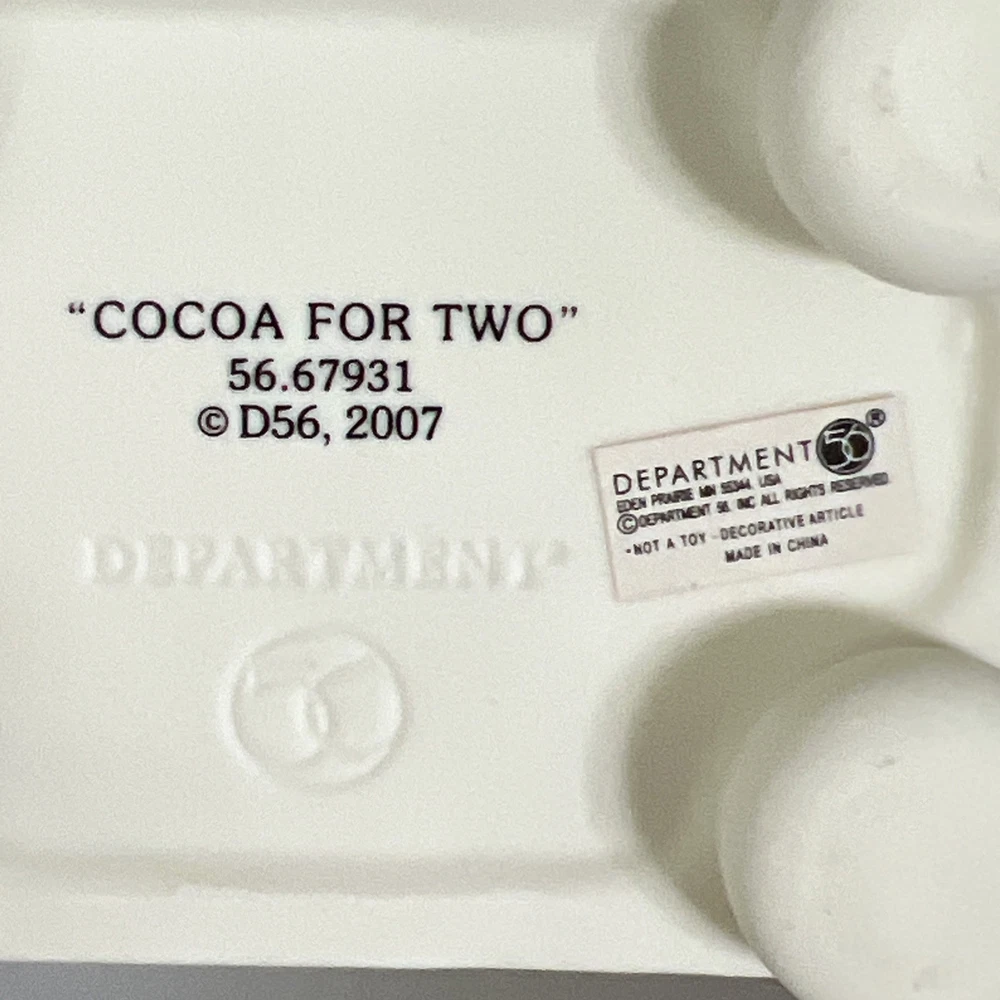 “COCOA FOR TWO”
56.67931
© D56, 2007
DEPARTMENT 56®
EDEN PRAIRIE MN 55344, USA
©DEPARTMENT 56, INC ALL RIGHTS RESERVED.
•NOT A TOY - DECORATIVE ARTICLE
MADE IN CHINA
DEPARTMENT®
56